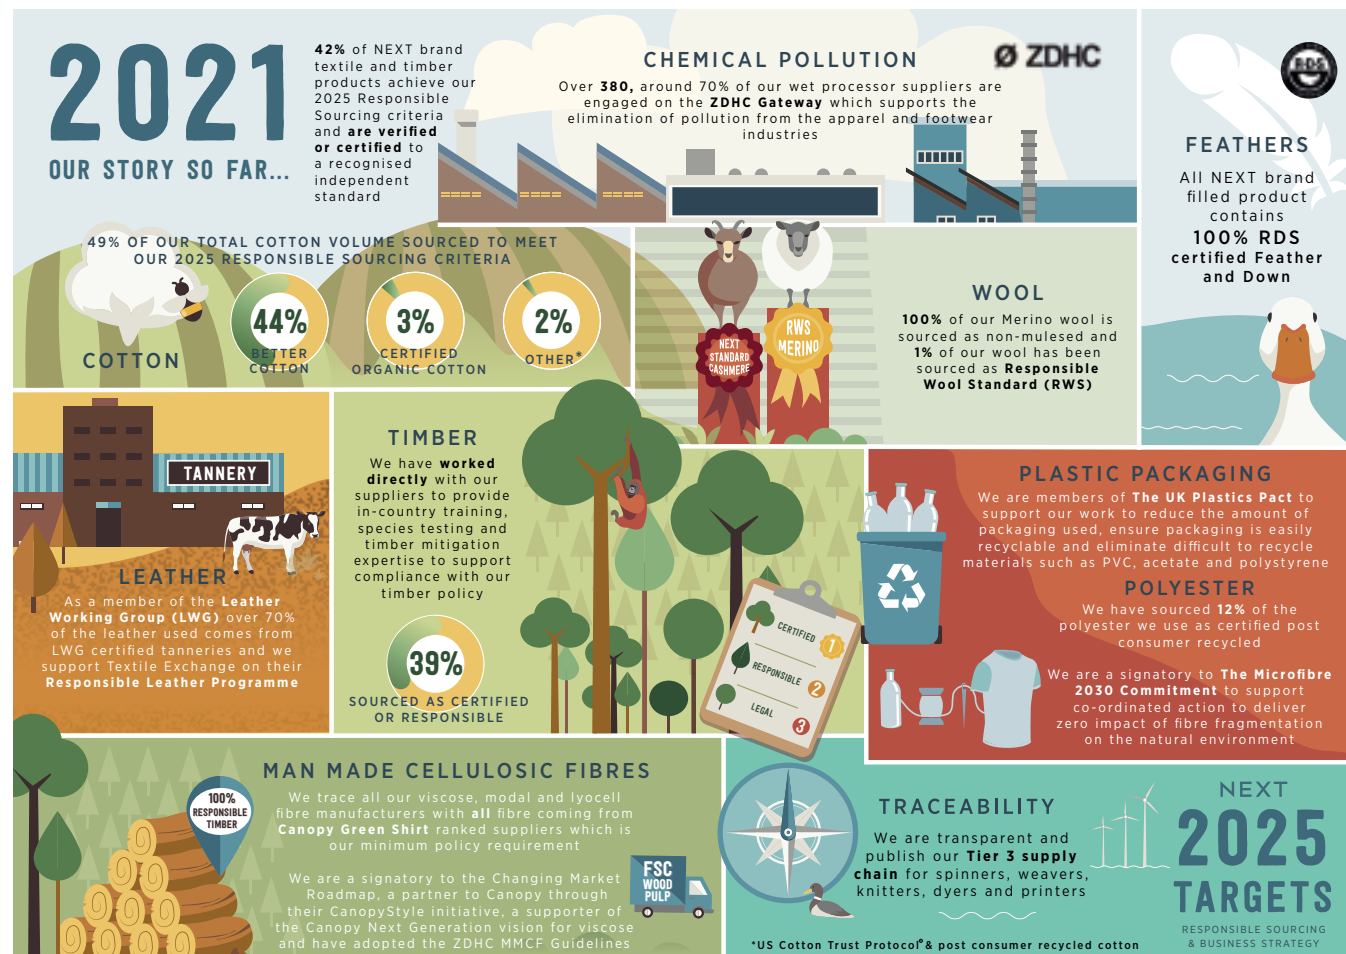 2021
OUR STORY SO FAR...
42% of NEXT brand
textile and timber
products achieve our
2025 Responsible
Sourcing criteria
and are verified
or certified to
a recognised
independent
standard
CHEMICAL POLLUTION
Ø ZDHC
Over 380, around 70% of our wet processor suppliers are
engaged on the ZDHC Gateway which supports the
elimination of pollution from the apparel and footwear
industries
RDS
FEATHERS
All NEXT brand
filled product
contains
100% RDS
certified Feather
and Down
49% OF OUR TOTAL COTTON VOLUME SOURCED TO MEET
OUR 2025 RESPONSIBLE SOURCING CRITERIA
COTTON
44%
BETTER
COTTON
3%
CERTIFIED
ORGANIC COTTON
2%
OTHER*
NEXT
STANDARD
CASHMERE
RWS
MERINO
WOOL
100% of our Merino wool is
sourced as non-mulesed and
1% of our wool has been
sourced as Responsible
Wool Standard (RWS)
TANNERY
LEATHER
As a member of the Leather
Working Group (LWG) over 70%
of the leather used comes from
LWG certified tanneries and we
support Textile Exchange on their
Responsible Leather Programme
TIMBER
We have worked
directly with our
suppliers to provide
in-country training,
species testing and
timber mitigation
expertise to support
compliance with our
timber policy
39%
SOURCED AS CERTIFIED
OR RESPONSIBLE
CERTIFIED 1
RESPONSIBLE 2
LEGAL 3
PLASTIC PACKAGING
We are members of The UK Plastics Pact to
support our work to reduce the amount of
packaging used, ensure packaging is easily
recyclable and eliminate difficult to recycle
materials such as PVC, acetate and polystyrene
POLYESTER
We have sourced 12% of the
polyester we use as certified post
consumer recycled
We are a signatory to The Microfibre
2030 Commitment to support
co-ordinated action to deliver
zero impact of fibre fragmentation
on the natural environment
100%
RESPONSIBLE
TIMBER
MAN MADE CELLULOSIC FIBRES
We trace all our viscose, modal and lyocell
fibre manufacturers with all fibre coming from
Canopy Green Shirt ranked suppliers which is
our minimum policy requirement
We are a signatory to the Changing Market
Roadmap, a partner to Canopy through
their CanopyStyle initiative, a supporter of
the Canopy Next Generation vision for viscose
and have adopted the ZDHC MMCF Guidelines
FSC
WOOD
PULP
TRACEABILITY
We are transparent and
publish our Tier 3 supply
chain for spinners, weavers,
knitters, dyers and printers
*US Cotton Trust Protocol® & post consumer recycled cotton
NEXT
2025
TARGETS
RESPONSIBLE SOURCING
& BUSINESS STRATEGY